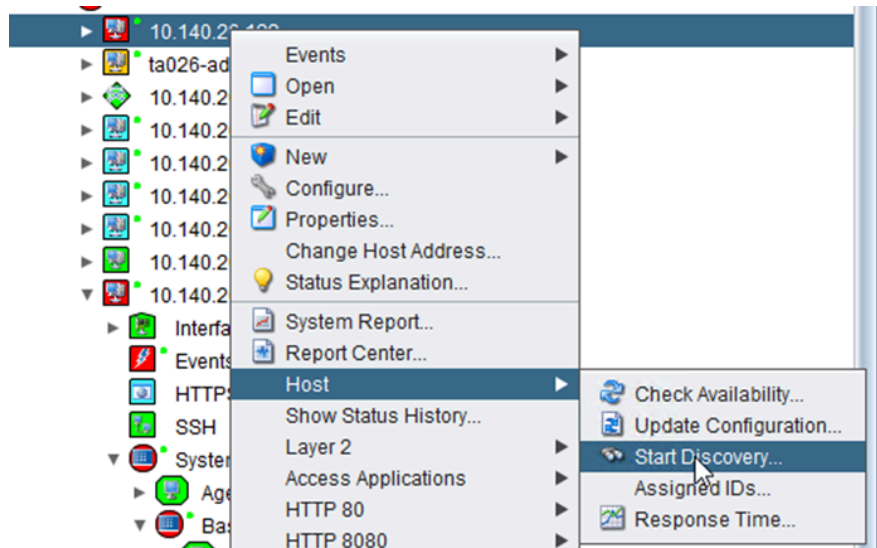 10.140.2
Events
ta026-ad
Open
10.140.2
Edit
10.140.2
New
10.140.2
Configure...
10.140.2
Properties...
10.140.2
Change Host Address...
10.140.2
Status Explanation...
10.140.2
System Report...
Interfa
Report Center...
Events
Host
Check Availability...
HTTPS
Show Status History...
Update Configuration...
SSH
Layer 2
Start Discovery...
System
Access Applications
Assigned IDs...
Age
HTTP 80
Response Time...
Bas
HTTP 8080